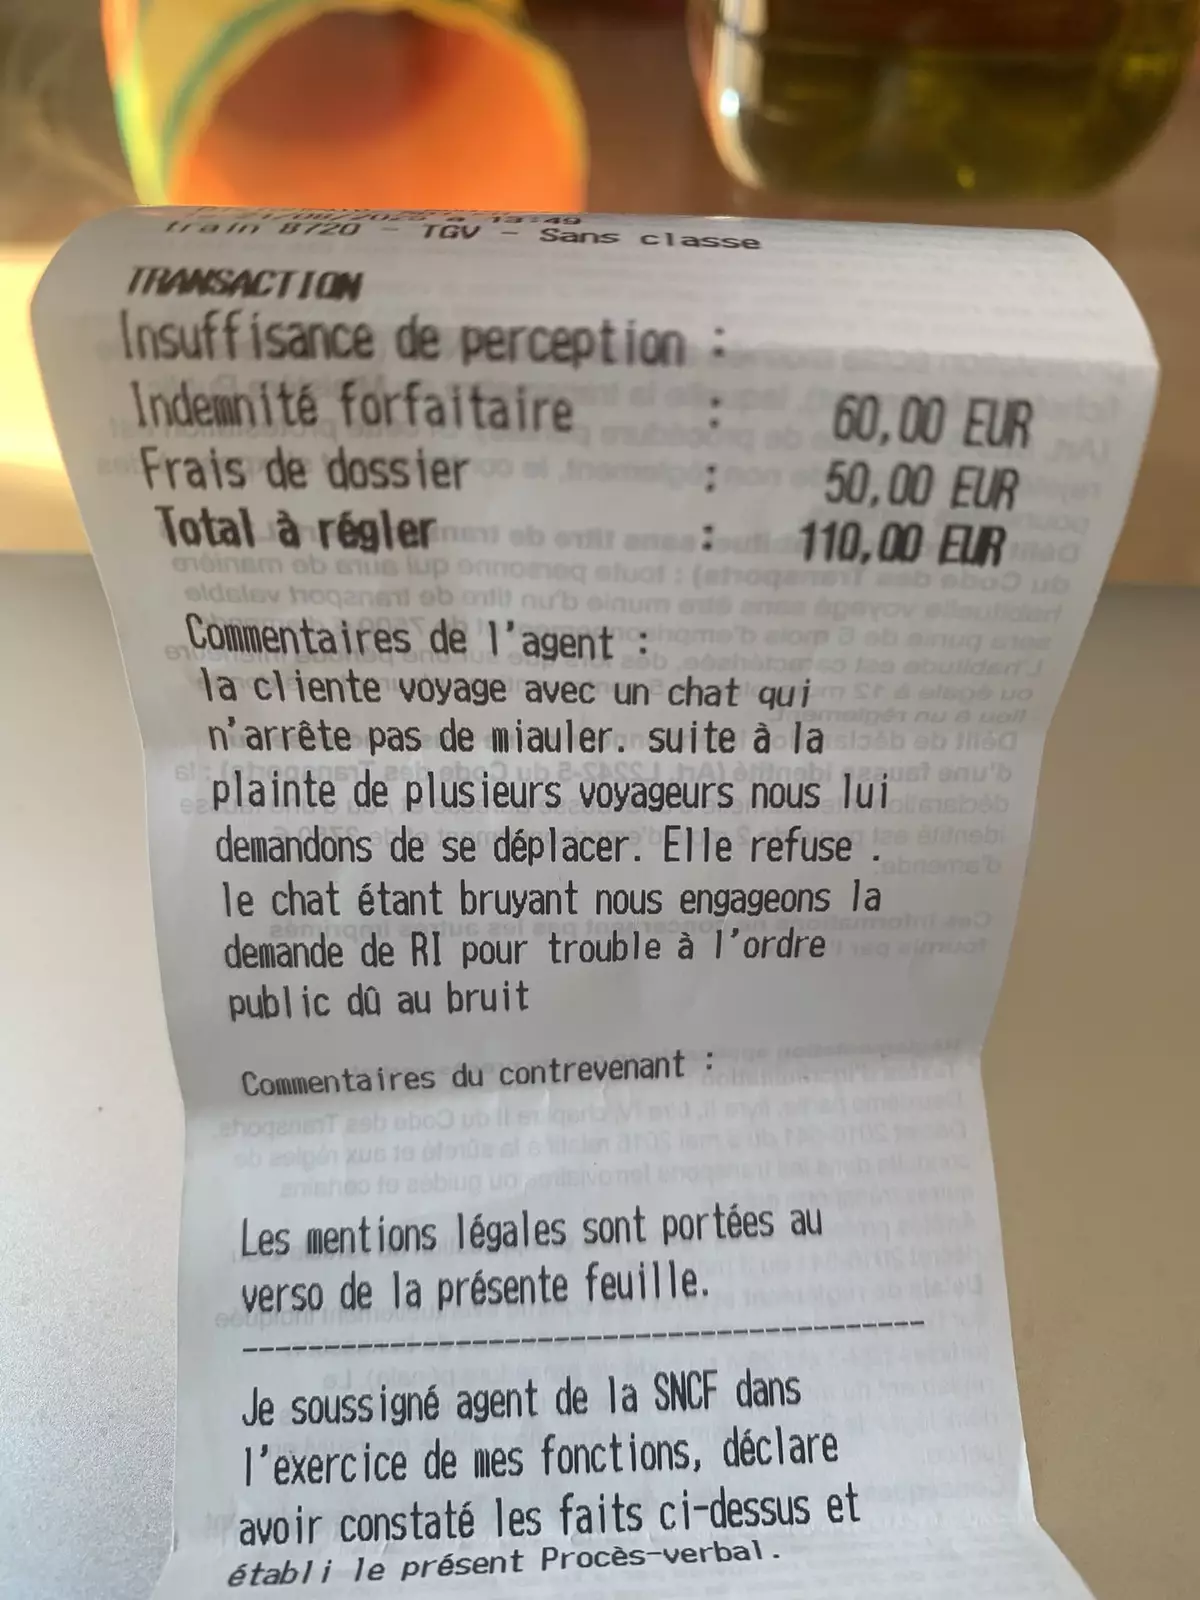 21/08/2025 à 13:49
train 8720 - TGV - Sans classe
TRANSACTION
Insuffisance de perception :
Indemnité forfaitaire : 60,00 EUR
Frais de dossier : 50,00 EUR
Total à régler : 110,00 EUR
Commentaires de l'agent :
la cliente voyage avec un chat qui
n'arrête pas de miauler. suite à la
plainte de plusieurs voyageurs nous lui
demandons de se déplacer. Elle refuse .
le chat étant bruyant nous engageons la
demande de RI pour trouble à l'ordre
public dû au bruit
Commentaires du contrevenant :
Les mentions légales sont portées au
verso de la présente feuille.
----------------------------------------
Je soussigné agent de la SNCF dans
l'exercice de mes fonctions, déclare
avoir constaté les faits ci-dessus et
établi le présent Procès-verbal.